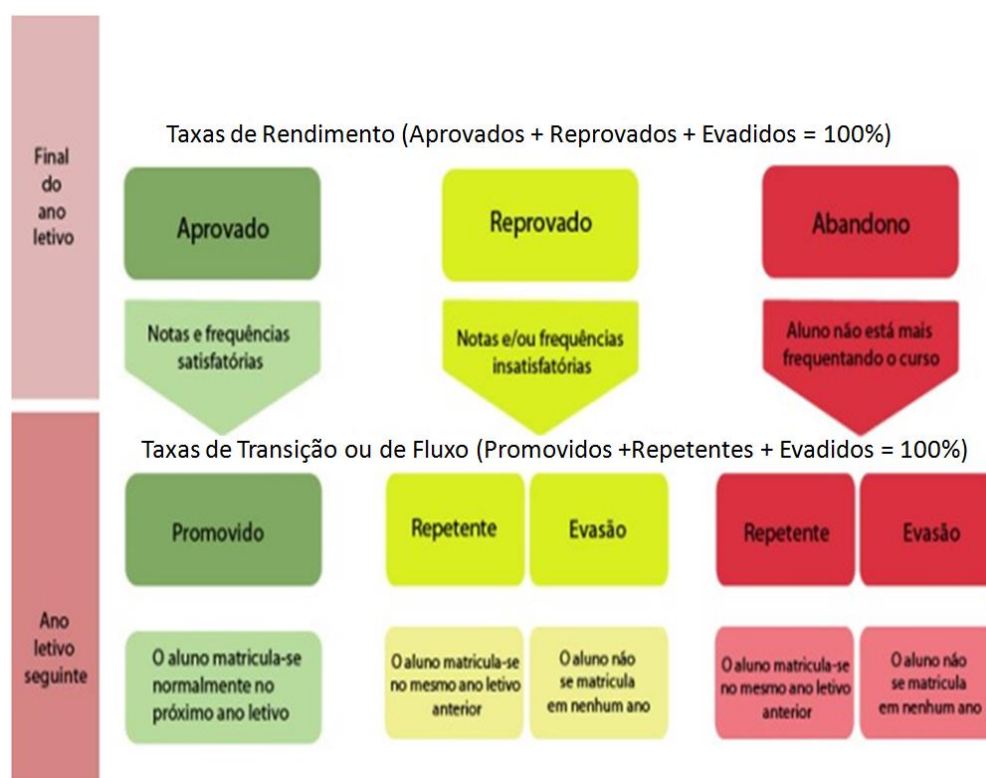 Final
do
ano
letivo
Taxas de Rendimento (Aprovados + Reprovados + Evadidos = 100%)
Aprovado
Reprovado
Abandono
Notas e frequências
satisfatórias
Notas e/ou frequências
insatisfatórias
Aluno não está mais
frequentando o curso
Ano
letivo
seguinte
Taxas de Transição ou de Fluxo (Promovidos +Repetentes + Evadidos = 100%)
Promovido
Repetente
Evasão
Repetente
Evasão
O aluno matricula-se
normalmente no
próximo ano letivo
O aluno matricula-se
no mesmo ano letivo
anterior
O aluno não
se matricula
em nenhum ano
O aluno matricula-se
no mesmo ano letivo
anterior
O aluno não
se matricula
em nenhum ano